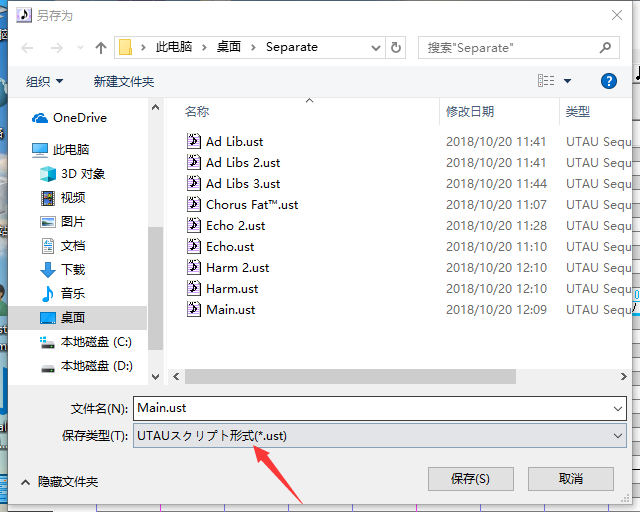 另存为
此电脑 > 桌面 > Separate
搜索"Separate"
组织
新建文件夹
OneDrive
此电脑
3D 对象
视频
图片
文档
下载
音乐
桌面
本地磁盘 (C:)
本地磁盘 (D:)
名称 修改日期 类型
Ad Lib.ust 2018/10/20 11:41 UTAU Sequ
Ad Libs 2.ust 2018/10/20 11:41 UTAU Sequ
Ad Libs 3.ust 2018/10/20 11:44 UTAU Sequ
Chorus Fat™.ust 2018/10/20 11:07 UTAU Sequ
Echo 2.ust 2018/10/20 11:28 UTAU Sequ
Echo.ust 2018/10/20 11:10 UTAU Sequ
Harm 2.ust 2018/10/20 12:10 UTAU Sequ
Harm.ust 2018/10/20 12:10 UTAU Sequ
Main.ust 2018/10/20 12:09 UTAU Sequ
文件名(N): Main.ust
保存类型(T): UTAUスクリプト形式(*.ust)
隐藏文件夹
保存(S)
取消